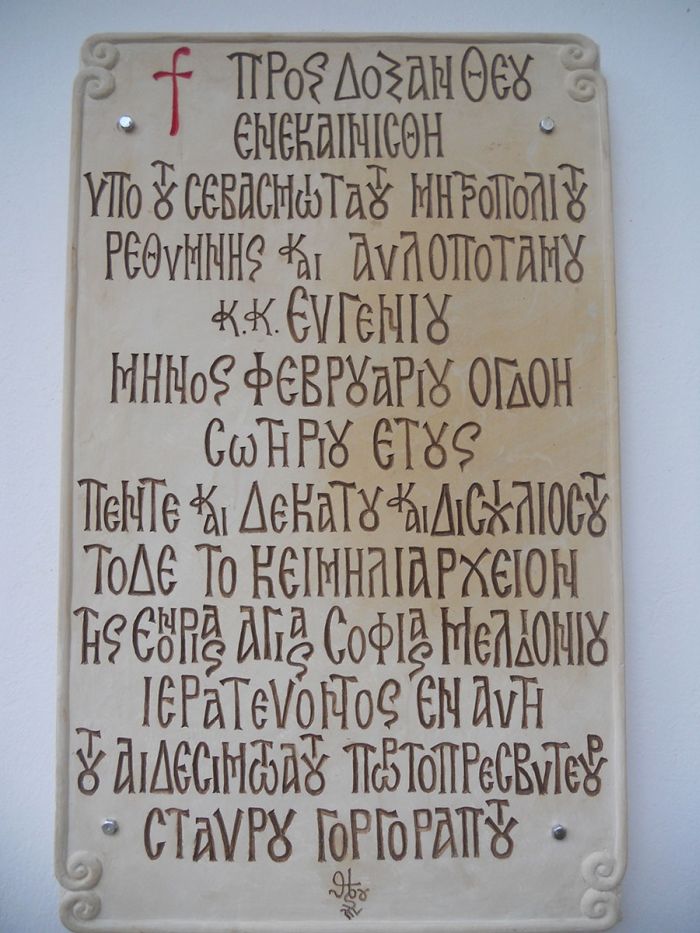 † ΠΡΟΣ ΔΟΞΑΝ ΘΕΟΥ
ΕΝΕΚΑΙΝΙΣΘΗ
ΥΠΟ ΤΟΥ ΣΕΒΑΣΜΙΩΤΑΤΟΥ ΜΗΤΡΟΠΟΛΙΤΟΥ
ΡΕΘΥΜΝΗΣ ΚΑΙ ΑΥΛΟΠΟΤΑΜΟΥ
Κ.Κ. ΕΥΓΕΝΙΟΥ
ΜΗΝΟΣ ΦΕΒΡΟΥΑΡΙΟΥ ΟΓΔΟΗ
ΣΩΤΗΡΙΟΥ ΕΤΟΥΣ
ΠΕΝΤΕ ΚΑΙ ΔΕΚΑΤΟΥ ΚΑΙ ΔΙΣΧΙΛΙΟΣΤΟΥ
ΤΟΔΕ ΤΟ ΚΕΙΜΗΛΙΑΡΧΕΙΟΝ
ΤΗΣ ΕΝΟΡΙΑΣ ΑΓΙΑΣ ΣΟΦΙΑΣ ΜΕΛΙΔΟΝΙΟΥ
ΙΕΡΑΤΕΥΟΝΤΟΣ ΕΝ ΑΥΤΗ
ΤΟΥ ΑΙΔΕΣΙΜΩΤΑΤΟΥ ΠΡΩΤΟΠΡΕΣΒΥΤΕΡΟΥ
ΣΤΑΥΡΟΥ ΓΟΡΓΟΡΑΠΤΟΥ